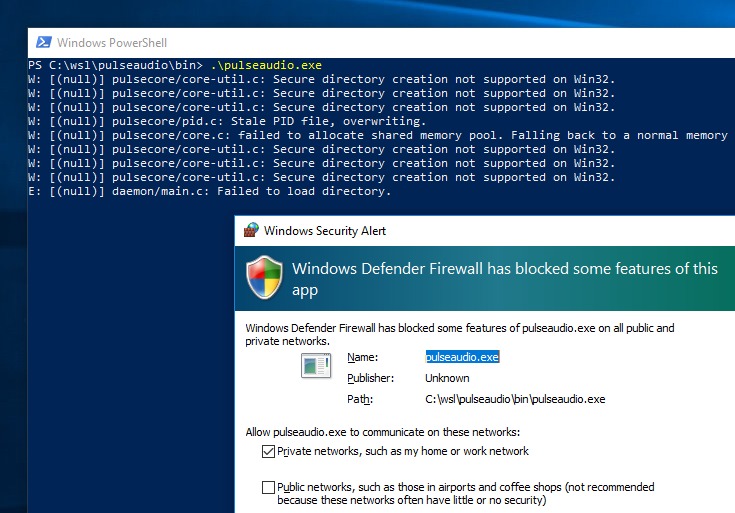 Windows PowerShell
PS C:\wsl\pulseaudio\bin> .\pulseaudio.exe
W: [(null)] pulsecore/core-util.c: Secure directory creation not supported on Win32.
W: [(null)] pulsecore/core-util.c: Secure directory creation not supported on Win32.
W: [(null)] pulsecore/core-util.c: Secure directory creation not supported on Win32.
W: [(null)] pulsecore/pid.c: Stale PID file, overwriting.
W: [(null)] pulsecore/core.c: failed to allocate shared memory pool. Falling back to a normal memory
W: [(null)] pulsecore/core-util.c: Secure directory creation not supported on Win32.
W: [(null)] pulsecore/core-util.c: Secure directory creation not supported on Win32.
W: [(null)] pulsecore/core-util.c: Secure directory creation not supported on Win32.
E: [(null)] daemon/main.c: Failed to load directory.
Windows Security Alert
Windows Defender Firewall has blocked some features of this
app
Windows Defender Firewall has blocked some features of pulseaudio.exe on all public and
private networks.
Name: pulseaudio.exe
Publisher: Unknown
Path: C:\wsl\pulseaudio\bin\pulseaudio.exe
Allow pulseaudio.exe to communicate on these networks:
Private networks, such as my home or work network
Public networks, such as those in airports and coffee shops (not recommended
because these networks often have little or no security)